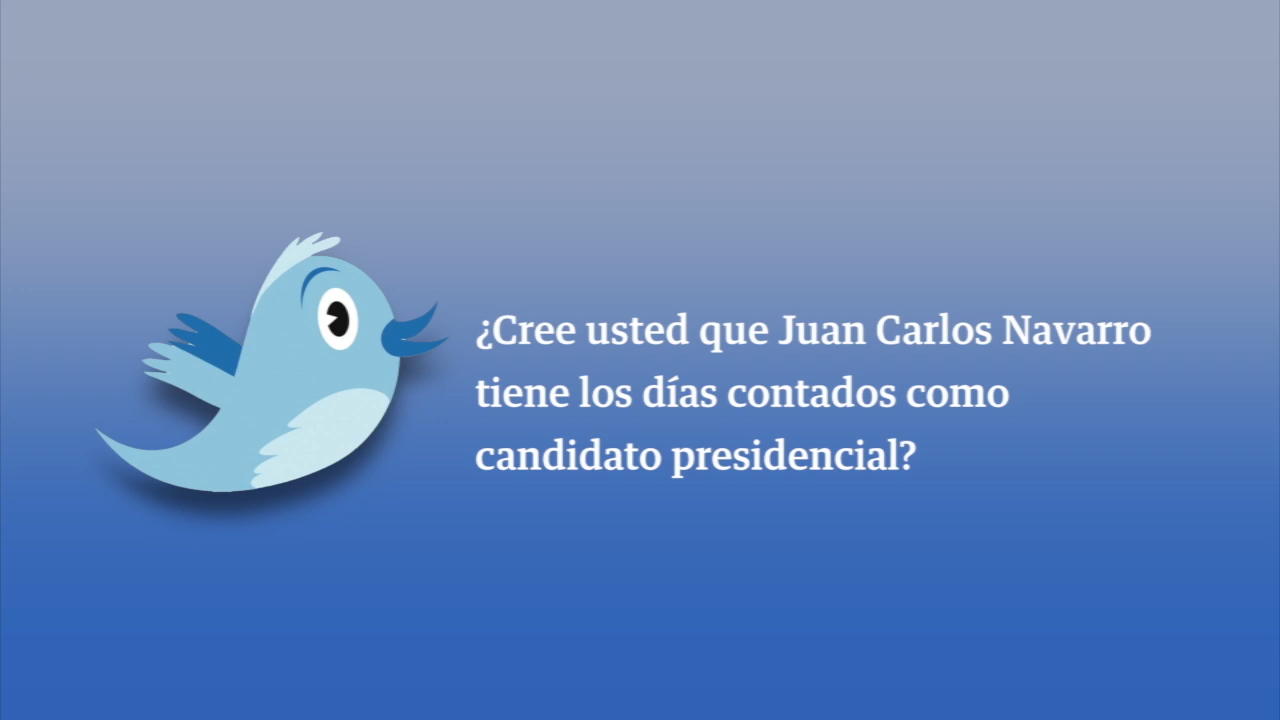 ¿Cree usted que Juan Carlos Navarro
tiene los días contados como
candidato presidencial?